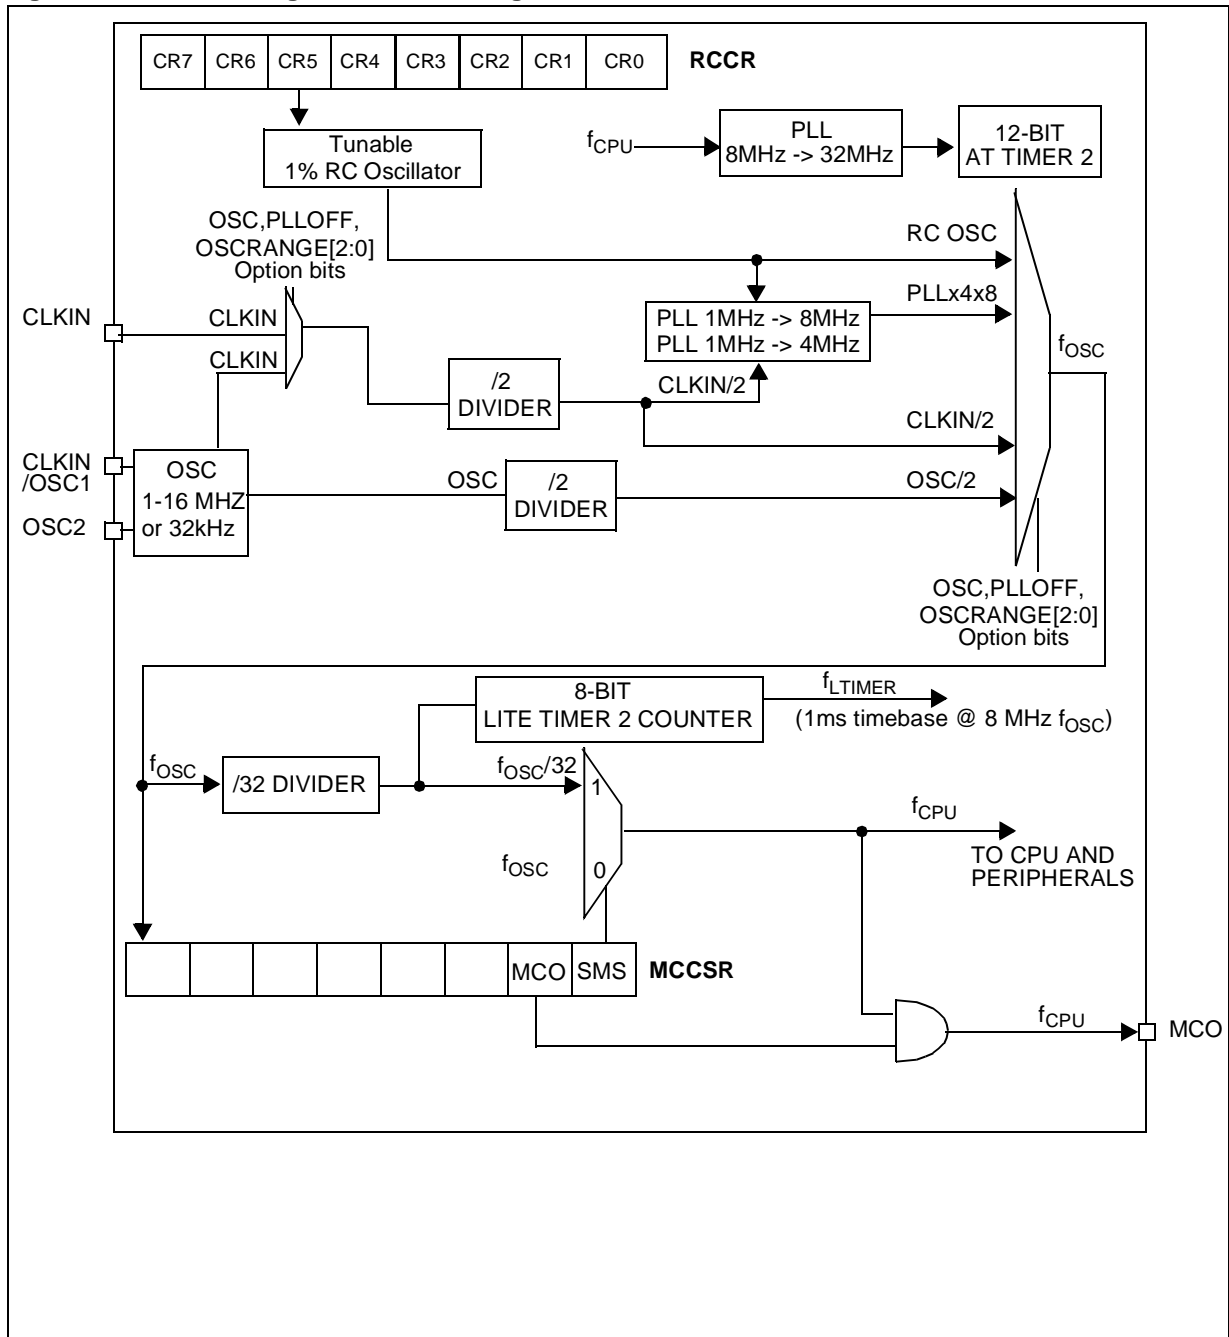 CR7 CR6 CR5 CR4 CR3 CR2 CR1 CR0 RCCR
Tunable
1% RC Oscillator
fCPU
PLL
8MHz -> 32MHz
12-BIT
AT TIMER 2
OSC,PLLOFF,
OSCRANGE[2:0]
Option bits
RC OSC
PLLx4x8
CLKIN
CLKIN
CLKIN
PLL 1MHz -> 8MHz
PLL 1MHz -> 4MHz
fOSC
/2
DIVIDER
CLKIN/2
CLKIN/2
CLKIN
/OSC1
OSC2
OSC
1-16 MHZ
or 32kHz
OSC
/2
DIVIDER
OSC/2
OSC,PLLOFF,
OSCRANGE[2:0]
Option bits
8-BIT
LITE TIMER 2 COUNTER
fLTIMER
(1ms timebase @ 8 MHz fOSC)
fOSC
/32 DIVIDER
fOSC/32
1
fOSC
0
fCPU
TO CPU AND
PERIPHERALS
MCO SMS MCCSR
fCPU
MCO